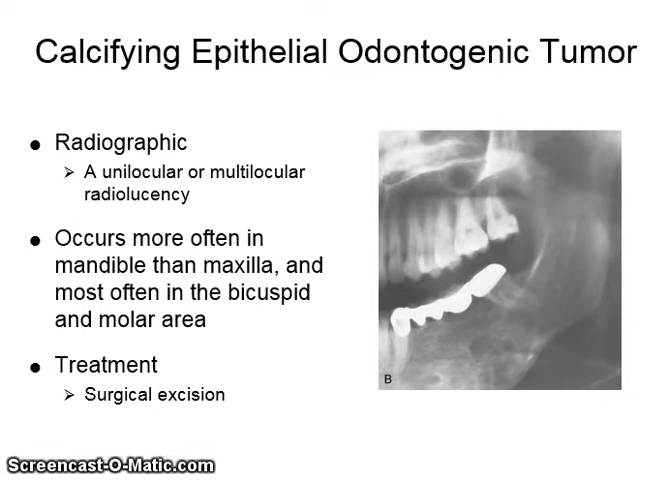 Calcifying Epithelial Odontogenic Tumor
Radiographic
A unilocular or multilocular
radiolucency
Occurs more often in
mandible than maxilla, and
most often in the bicuspid
and molar area
Treatment
Surgical excision
B
Screencast-O-Matic.com